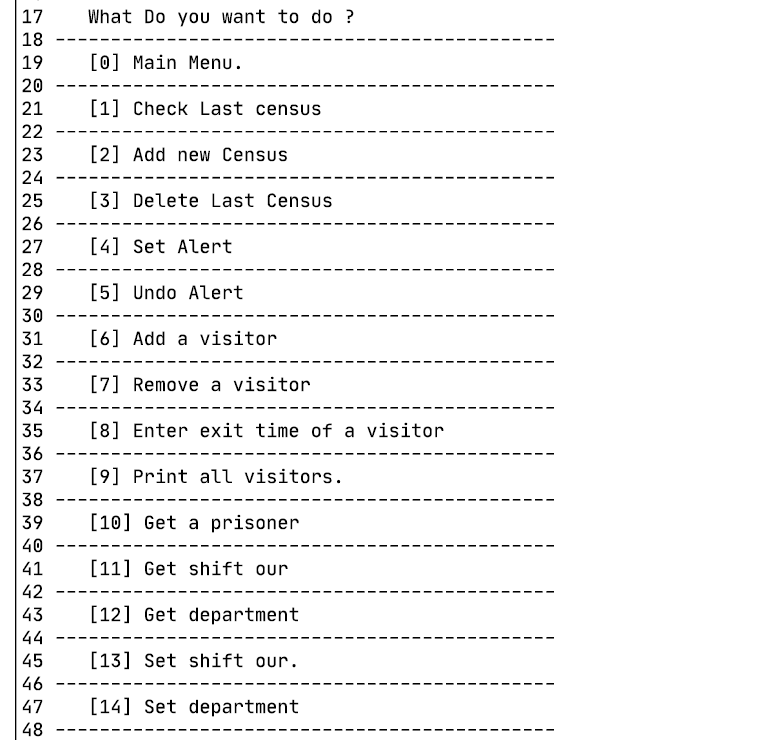 17 What Do you want to do ?
18 ---------------------------------------------
19 [0] Main Menu.
20 ---------------------------------------------
21 [1] Check Last census
22 ---------------------------------------------
23 [2] Add new Census
24 ---------------------------------------------
25 [3] Delete Last Census
26 ---------------------------------------------
27 [4] Set Alert
28 ---------------------------------------------
29 [5] Undo Alert
30 ---------------------------------------------
31 [6] Add a visitor
32 ---------------------------------------------
33 [7] Remove a visitor
34 ---------------------------------------------
35 [8] Enter exit time of a visitor
36 ---------------------------------------------
37 [9] Print all visitors.
38 ---------------------------------------------
39 [10] Get a prisoner
40 ---------------------------------------------
41 [11] Get shift our
42 ---------------------------------------------
43 [12] Get department
44 ---------------------------------------------
45 [13] Set shift our.
46 ---------------------------------------------
47 [14] Set department
48 ---------------------------------------------